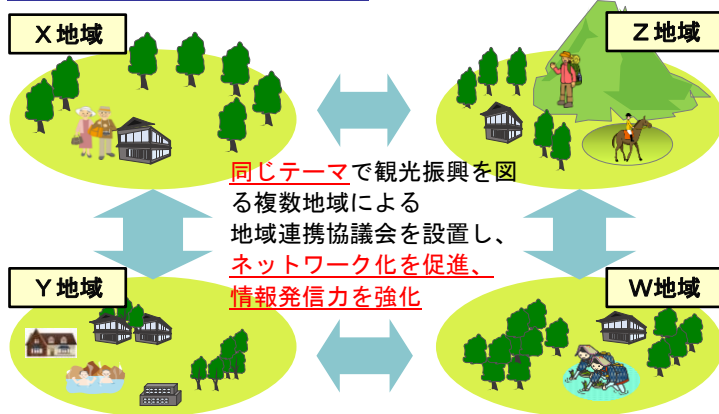 X地域
Z地域
同じテーマで観光振興を図
る複数地域による
地域連携協議会を設置し、
ネットワーク化を促進、
情報発信力を強化
Y地域
W地域